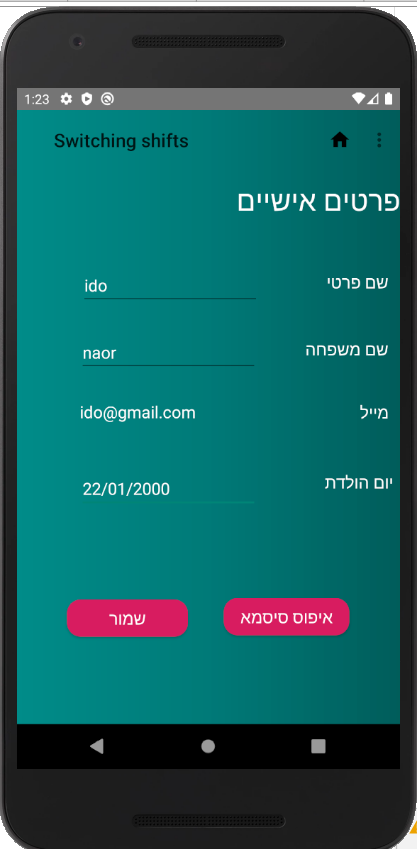 1:23
Switching shifts
פרטים אישיים
שם פרטי
ido
שם משפחה
naor
מייל
ido@gmail.com
יום הולדת
22/01/2000
איפוס סיסמא
שמור